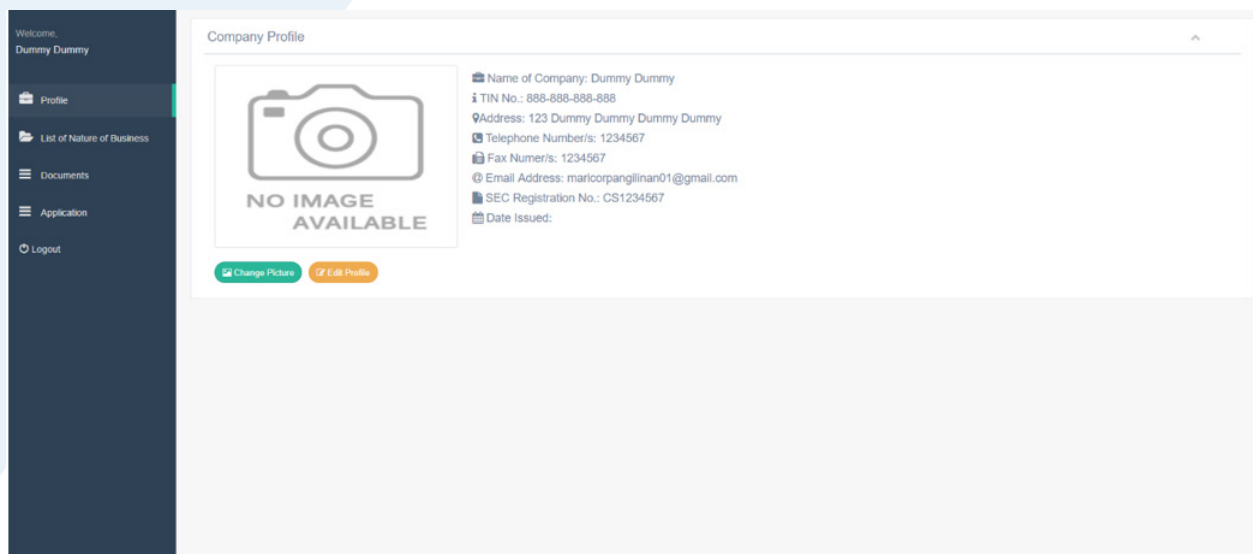 Welcome,
Dummy Dummy
Profile
List of Nature of Business
Documents
Application
Logout
Company Profile
NO IMAGE
AVAILABLE
Name of Company: Dummy Dummy
TIN No.: 888-888-888-888
Address: 123 Dummy Dummy Dummy Dummy
Telephone Number/s: 1234567
Fax Numer/s: 1234567
Email Address: maricorpangilinan01@gmail.com
SEC Registration No.: CS1234567
Date Issued:
Change Picture
Edit Profile